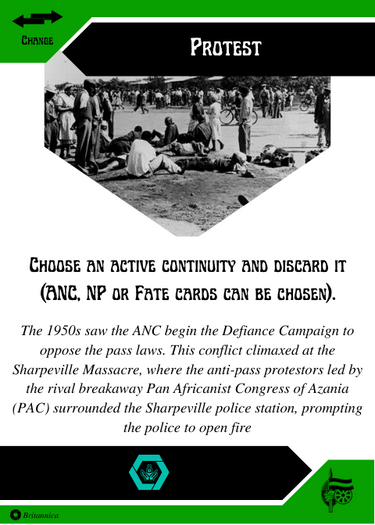 Change
Protest
Choose an active continuity and discard it
(ANC, NP or Fate cards can be chosen).
The 1950s saw the ANC begin the Defiance Campaign to
oppose the pass laws. This conflict climaxed at the
Sharpeville Massacre, where the anti-pass protestors led by
the rival breakaway Pan Africanist Congress of Azania
(PAC) surrounded the Sharpeville police station, prompting
the police to open fire
Britannica